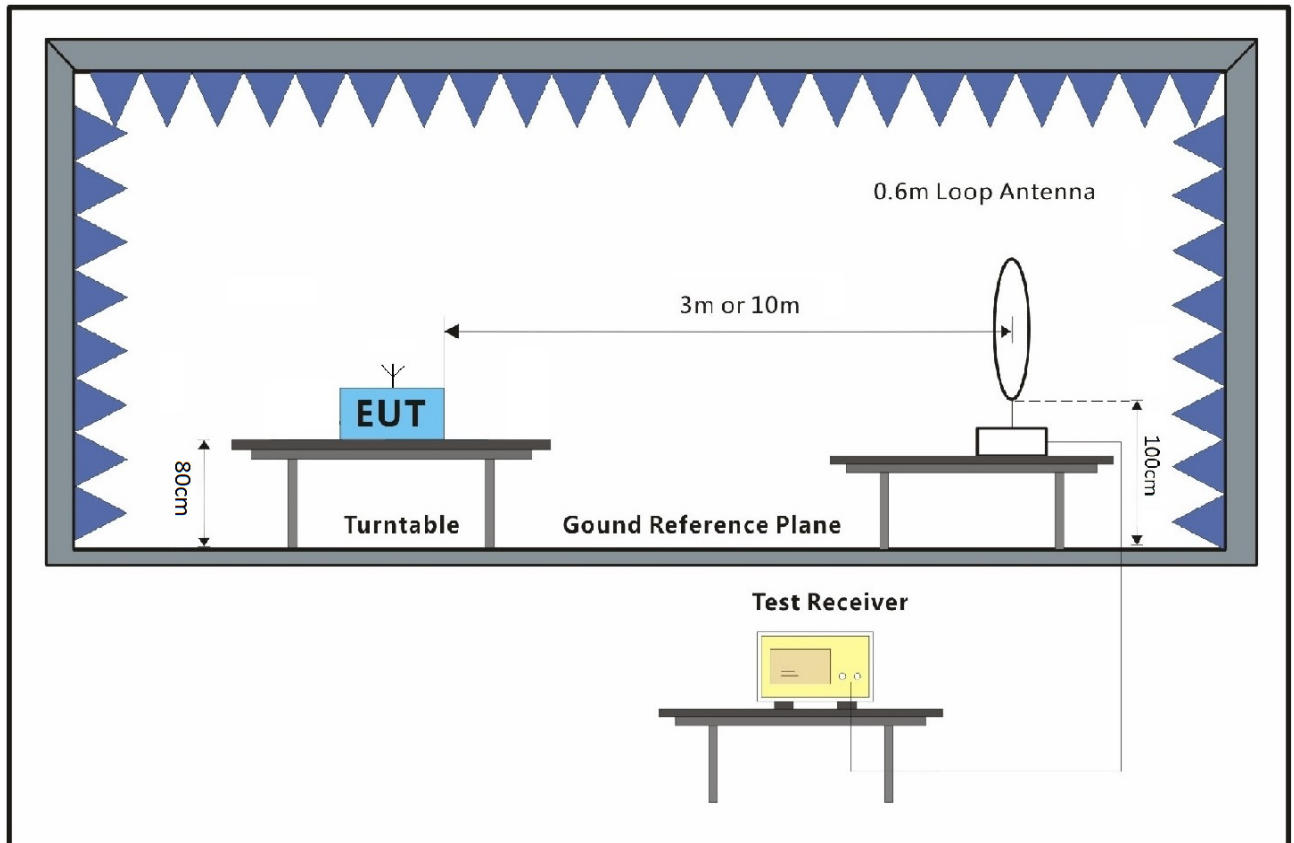 0.6m Loop Antenna
3m or 10m
EUT
80cm
100cm
Turntable
Gound Reference Plane
Test Receiver